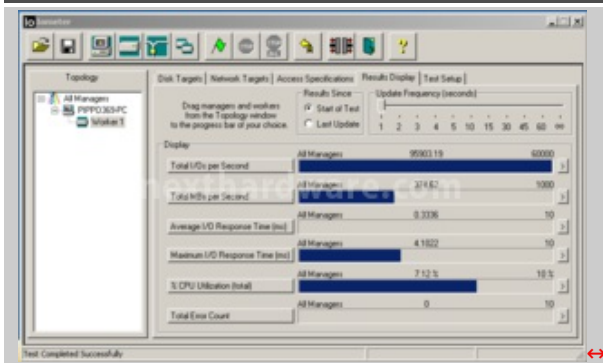 Iometer
Topology
All Managers
PIPPO369-PC
Worker 1
Disk Targets
Network Targets
Access Specifications
Results Display
Test Setup
Drag managers and workers
from the Topology window
to the progress bar of your choice.
Results Since
Start of Test
Last Update
Update Frequency (seconds)
1 2 3 4 5 10 15 30 45 60 ∞
Display
All Managers 95903.19 60000
Total I/Os per Second
All Managers 374.62 1000
Total MBs per Second
All Managers 0.3336 10
Average I/O Response Time (ms)
All Managers 4.1822 10
Maximum I/O Response Time (ms)
All Managers 7.12 % 10 %
% CPU Utilization (total)
All Managers 0 10
Total Error Count
nexthardware.com
Test Completed Successfully